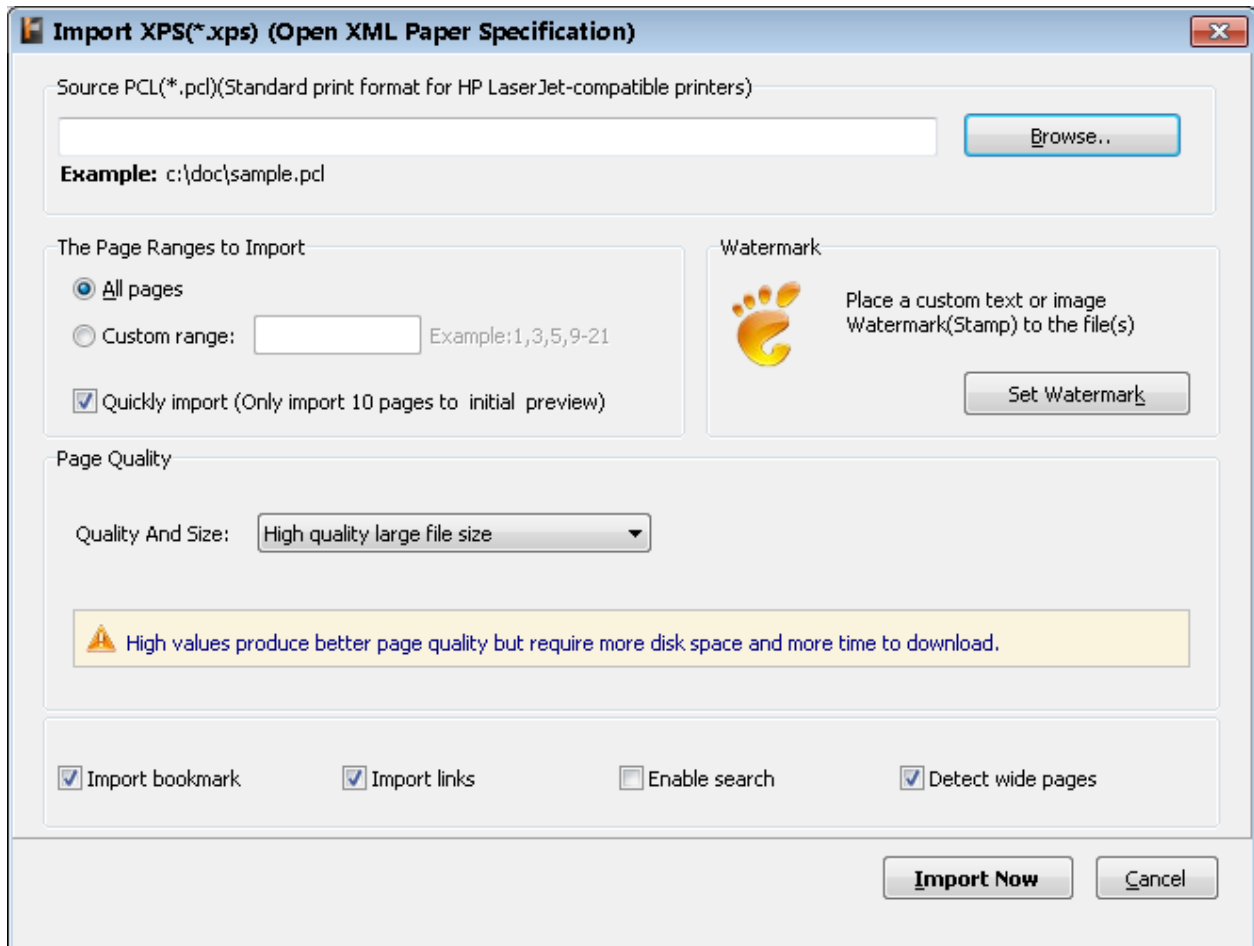 Import XPS(*.xps) (Open XML Paper Specification)
Source PCL(*.pcl)(Standard print format for HP LaserJet-compatible printers)
Browse..
Example: c:\doc\sample.pcl
The Page Ranges to Import
All pages
Custom range: Example:1,3,5,9-21
Quickly import (Only import 10 pages to initial preview)
Watermark
Place a custom text or image
Watermark(Stamp) to the file(s)
Set Watermark
Page Quality
Quality And Size: High quality large file size
High values produce better page quality but require more disk space and more time to download.
Import bookmark Import links Enable search Detect wide pages
Import Now Cancel